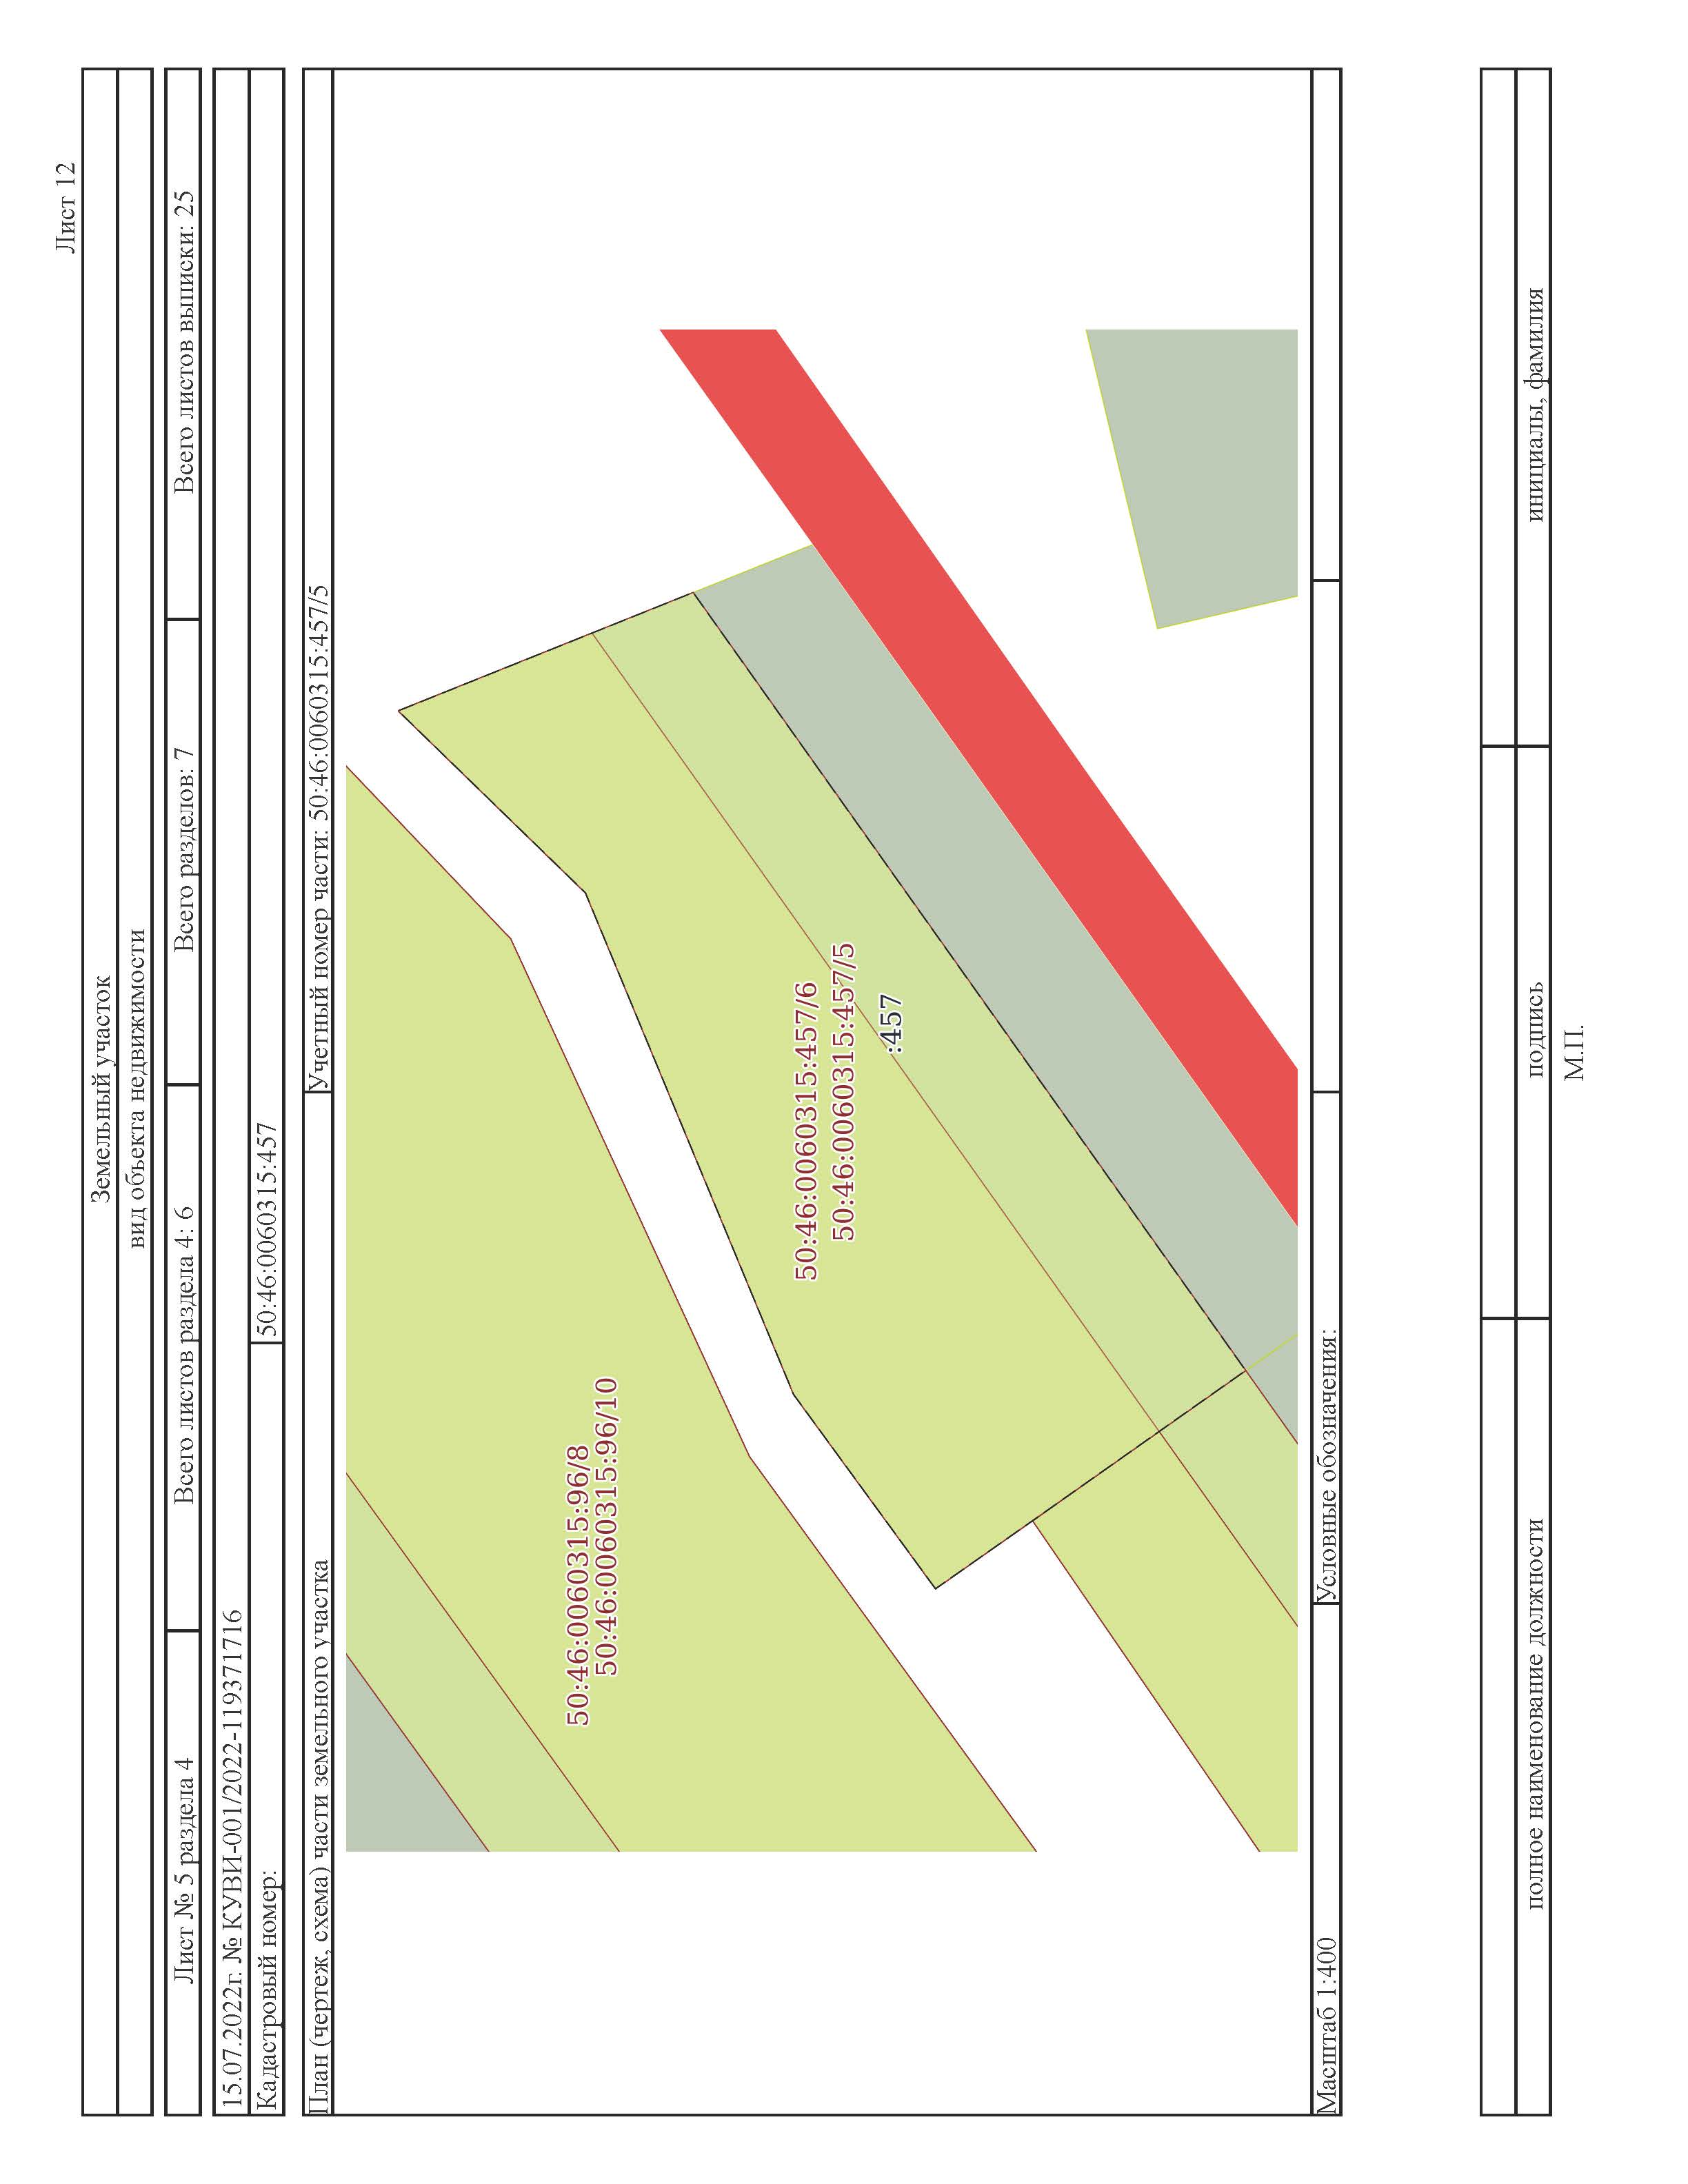 Лист 12
Земельный участок
вид объекта недвижимости
Лист № 5 раздела 4 Всего листов раздела 4: 6 Всего разделов: 7 Всего листов выписки: 25
15.07.2022г. № КУВИ-001/2022-119371716
Кадастровый номер: 50:46:0060315:457
План (чертеж, схема) части земельного участка Учетный номер части: 50:46:0060315:457/5
50:46:0060315:96/8
50:46:0060315:96/10
50:46:0060315:457/6
50:46:0060315:457/5
:457
Масштаб 1:400 Условные обозначения:
полное наименование должности подпись инициалы, фамилия
М.П.